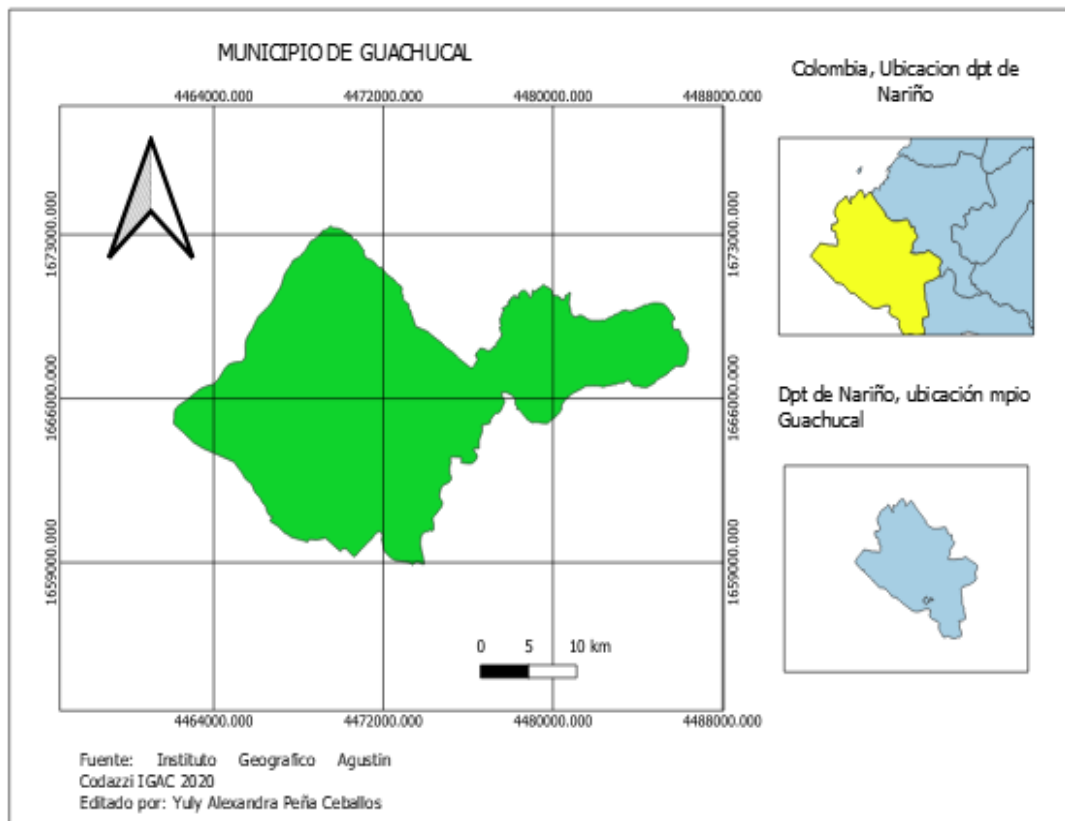 MUNICIPIO DE GUACHUCAL
4464000.000 4472000.000 4480000.000 4488000.000
1673000.000 1673000.000
1666000.000 1666000.000
1659000.000 1659000.000
0 5 10 km
4464000.000 4472000.000 4480000.000 4488000.000
Colombia, Ubicacion dpt de
Nariño
Dpt de Nariño, ubicación mpio
Guachucal
Fuente: Instituto Geografico Agustin
Codazzi IGAC 2020
Editado por: Yuly Alexandra Peña Ceballos